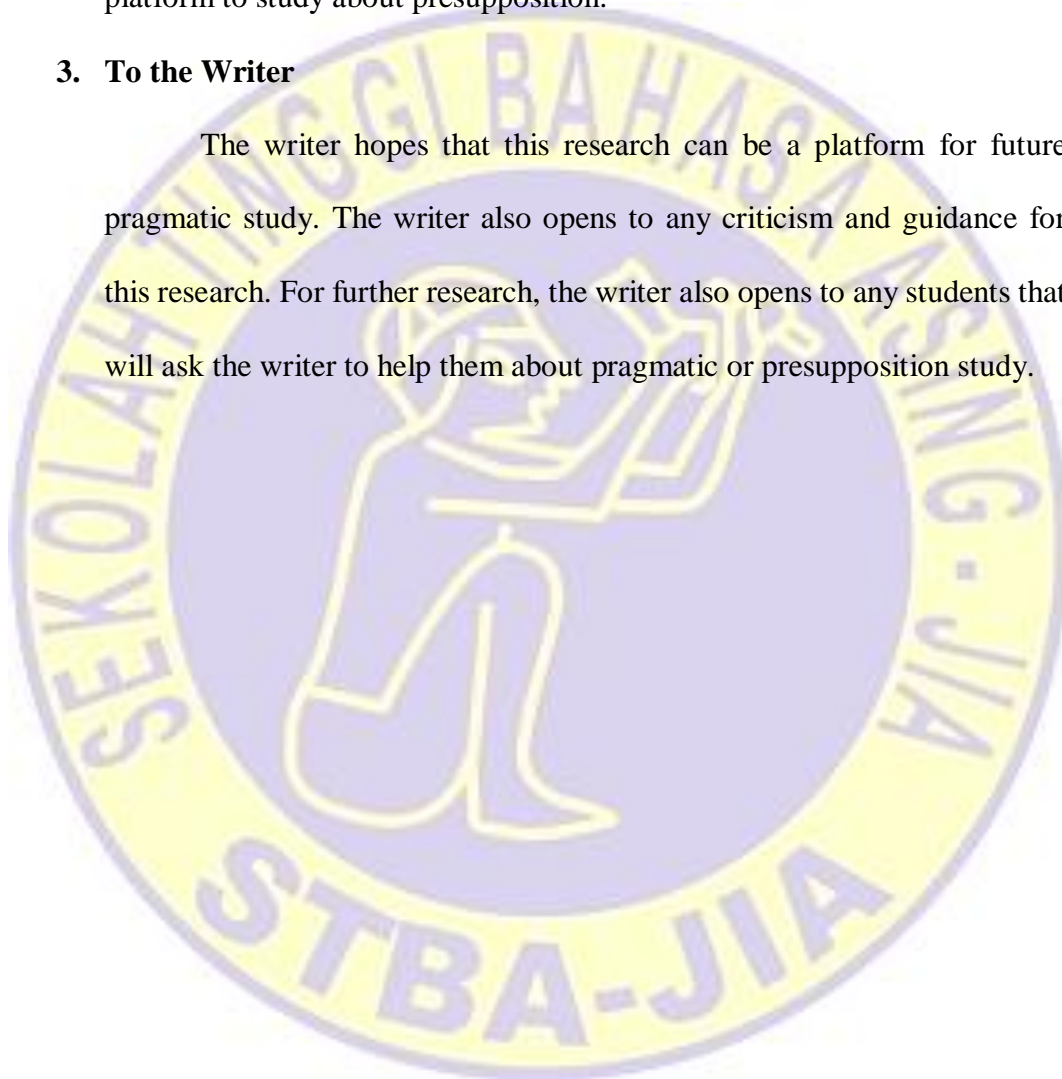 platform to study about presupposition.
3. To the Writer
The writer hopes that this research can be a platform for future
pragmatic study. The writer also opens to any criticism and guidance for
this research. For further research, the writer also opens to any students that
will ask the writer to help them about pragmatic or presupposition study.
SEKOLAH TINGGI BAHASA ASING - JIA
STBA-JIA